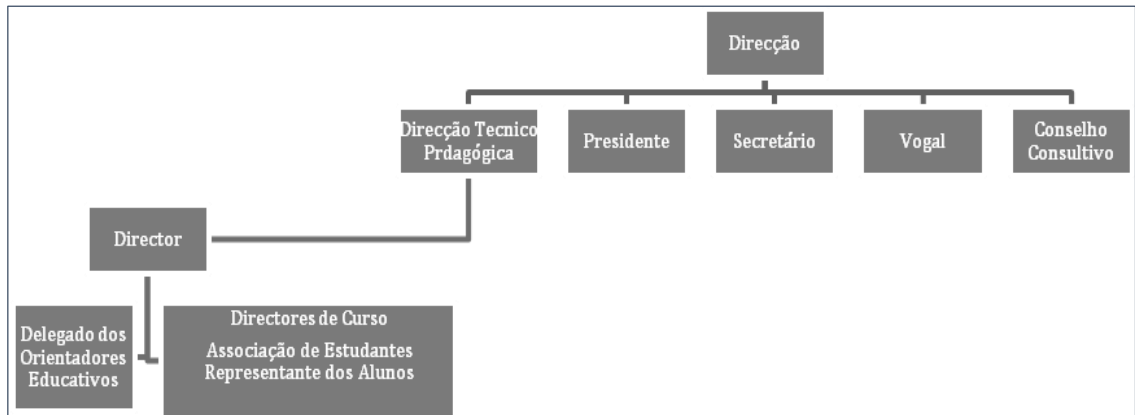 Direcção
Direcção Tecnico
Prdagógica
Presidente
Secretário
Vogal
Conselho
Consultivo
Director
Delegado dos
Orientadores
Educativos
Directores de Curso
Associação de Estudantes
Representante dos Alunos